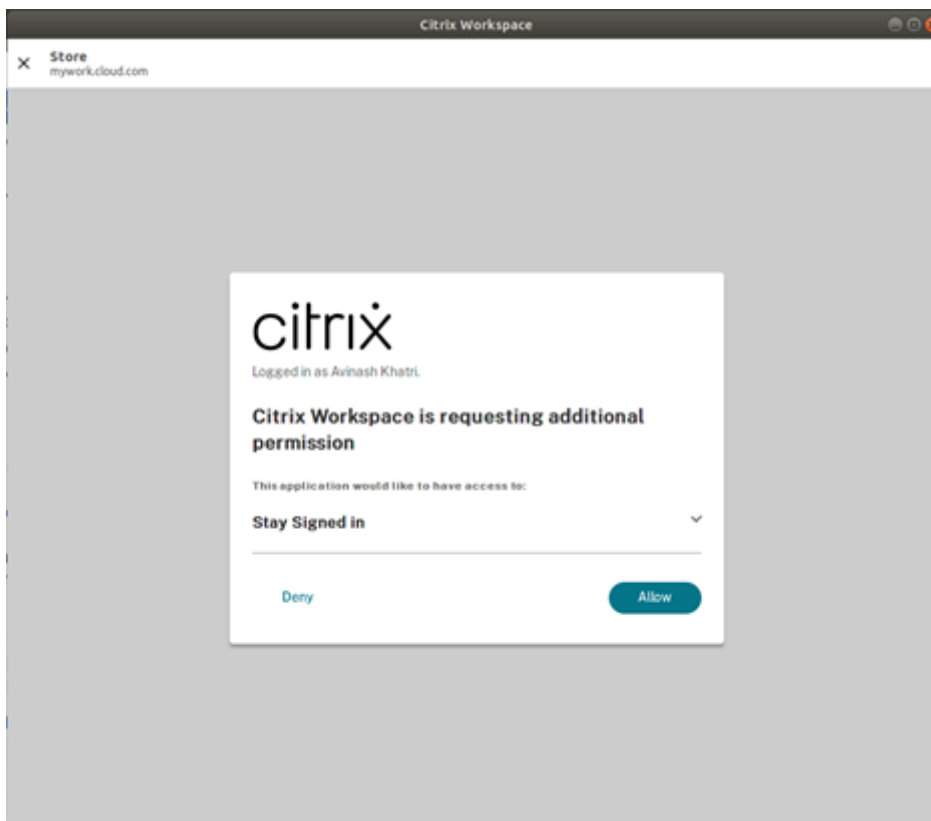 Citrix Workspace
Store
mywork.cloud.com
citrix
Logged in as Avinash Khatri.
Citrix Workspace is requesting additional
permission
This application would like to have access to:
Stay Signed in
Deny
Allow